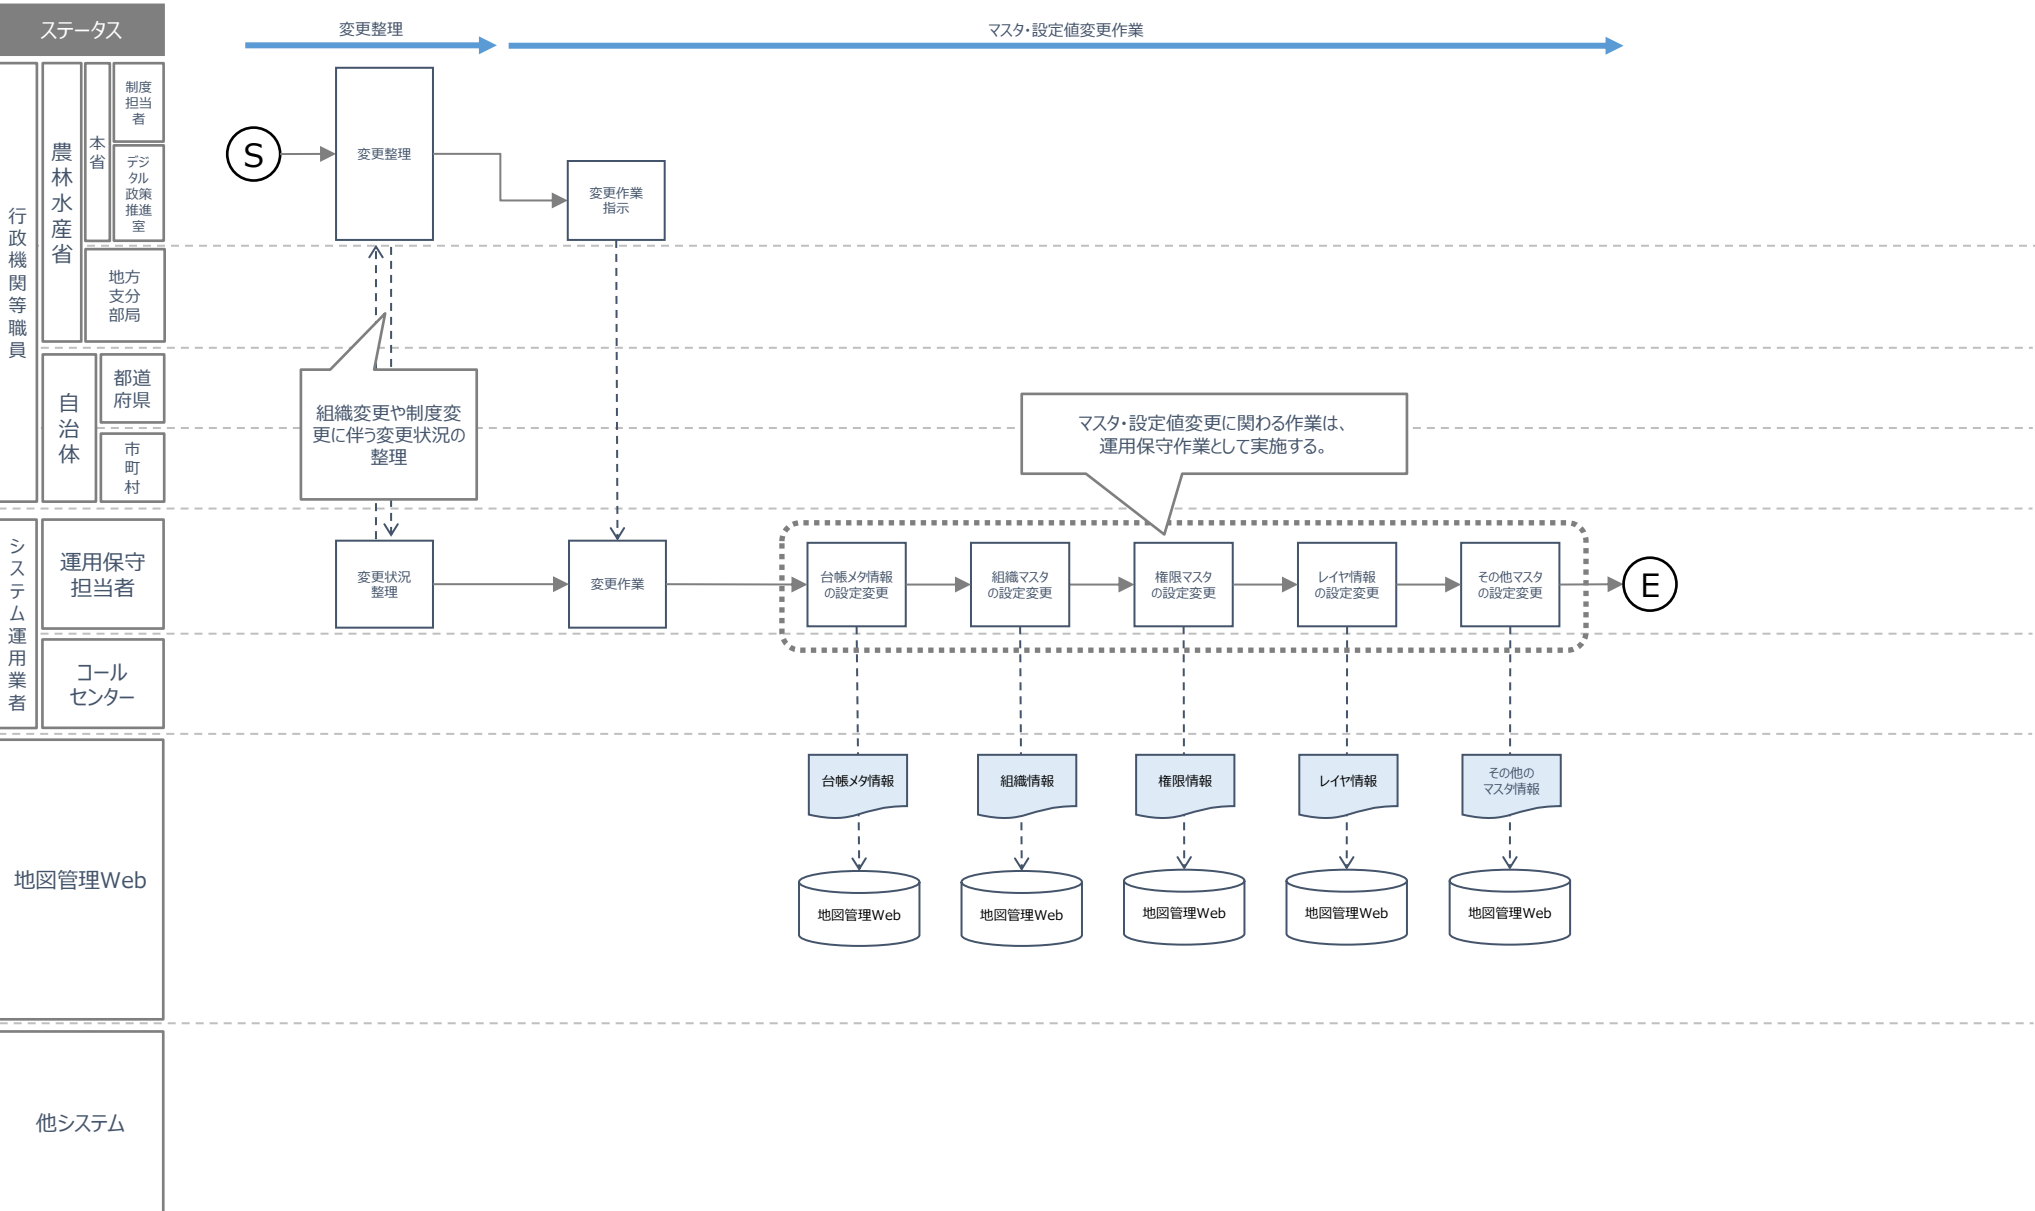 ステータス
変更整理
マスタ・設定値変更作業
行政機関等職員
農林水産省
本省
制度
担当
者
デジ
タル
政策
推進
室
地方
支分
部局
自治体
都道
府県
市
町
村
システム運用業者
運用保守
担当者
コール
センター
地図管理Web
他システム
S
変更整理
変更作業
指示
組織変更や制度変
更に伴う変更状況の
整理
マスタ・設定値変更に関わる作業は、
運用保守作業として実施する。
変更状況
整理
変更作業
台帳メタ情報
の設定変更
組織マスタ
の設定変更
権限マスタ
の設定変更
レイヤ情報
の設定変更
その他マスタ
の設定変更
E
台帳メタ情報
組織情報
権限情報
レイヤ情報
その他の
マスタ情報
地図管理Web
地図管理Web
地図管理Web
地図管理Web
地図管理Web